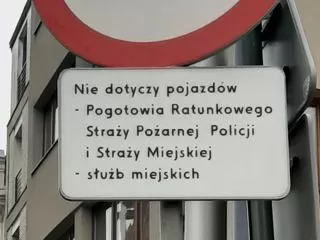 Nie dotyczy pojazdów
- Pogotowia Ratunkowego
Straży Pożarnej Policji
i Straży Miejskiej
- służb miejskich